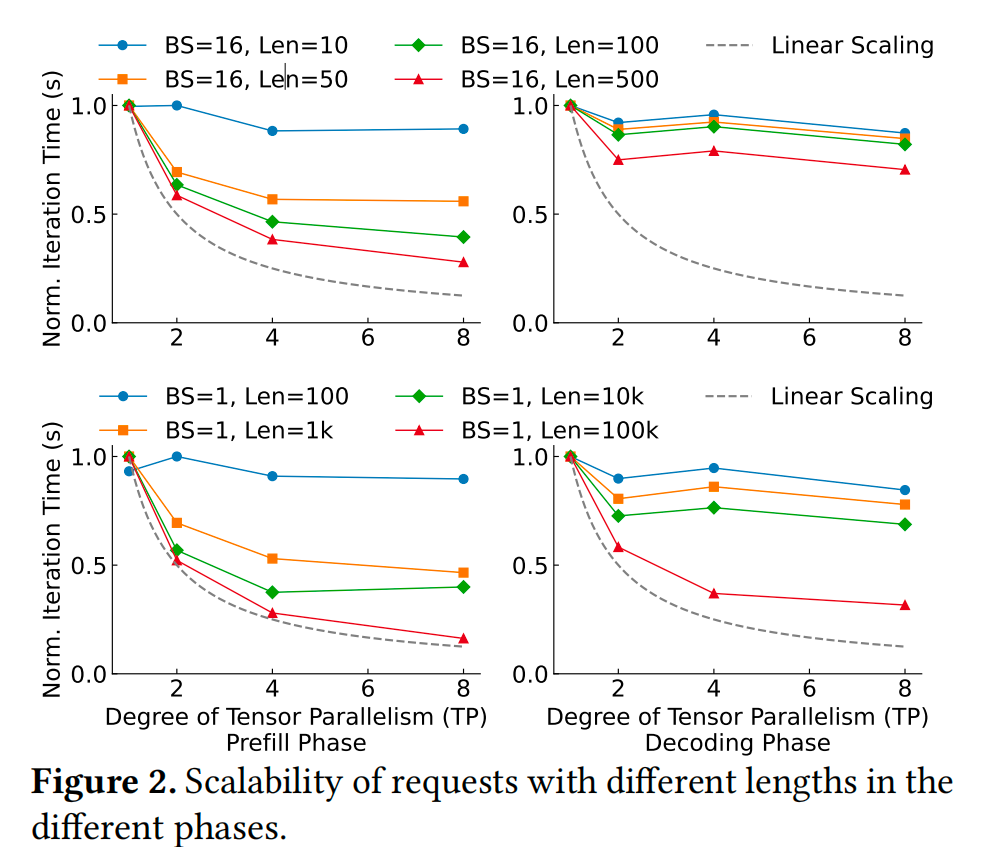 BS=16, Len=10 BS=16, Len=100 Linear Scaling
BS=16, Len=50 BS=16, Len=500
Norm. Iteration Time (s)
1.0 1.0
0.5 0.5
0.0 0.0
2 4 6 8 2 4 6 8
BS=1, Len=100 BS=1, Len=10k Linear Scaling
BS=1, Len=1k BS=1, Len=100k
Norm. Iteration Time (s)
1.0 1.0
0.5 0.5
0.0 0.0
2 4 6 8 2 4 6 8
Degree of Tensor Parallelism (TP) Degree of Tensor Parallelism (TP)
Prefill Phase Decoding Phase
Figure 2. Scalability of requests with different lengths in the
different phases.